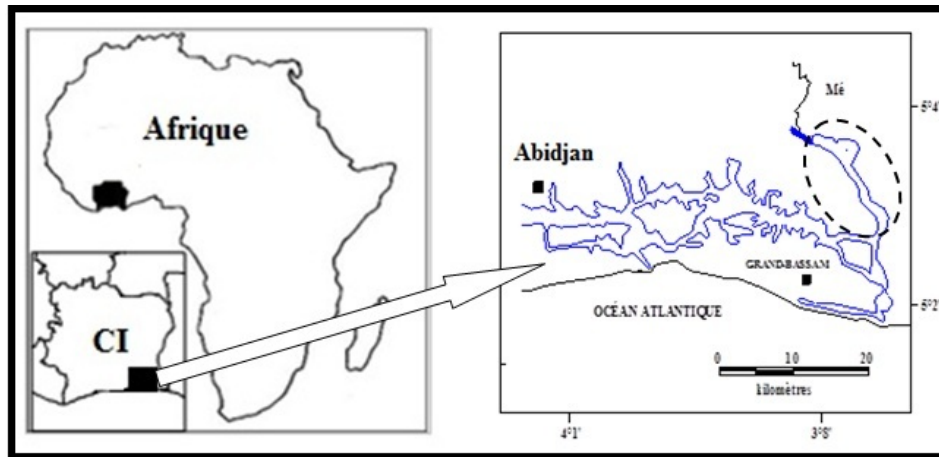 Afrique
CI
Mé
5°4'
Abidjan
GRAND-BASSAM
5°2'
OCÉAN ATLANTIQUE
0 10 20
kilomètres
4°1' 3°8'